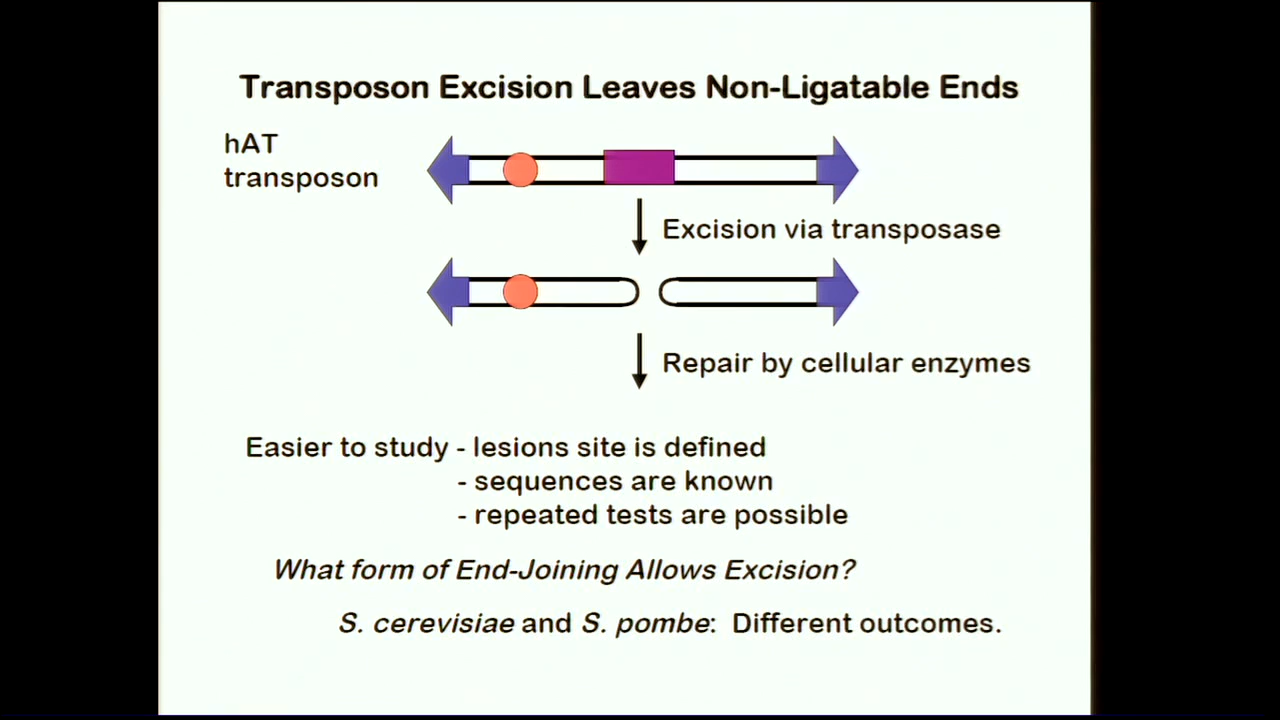 Transposon Excision Leaves Non-Ligatable Ends
hAT
transposon
Excision via transposase
Repair by cellular enzymes
Easier to study - lesions site is defined
- sequences are known
- repeated tests are possible
What form of End-Joining Allows Excision?
S. cerevisiae and S. pombe: Different outcomes.